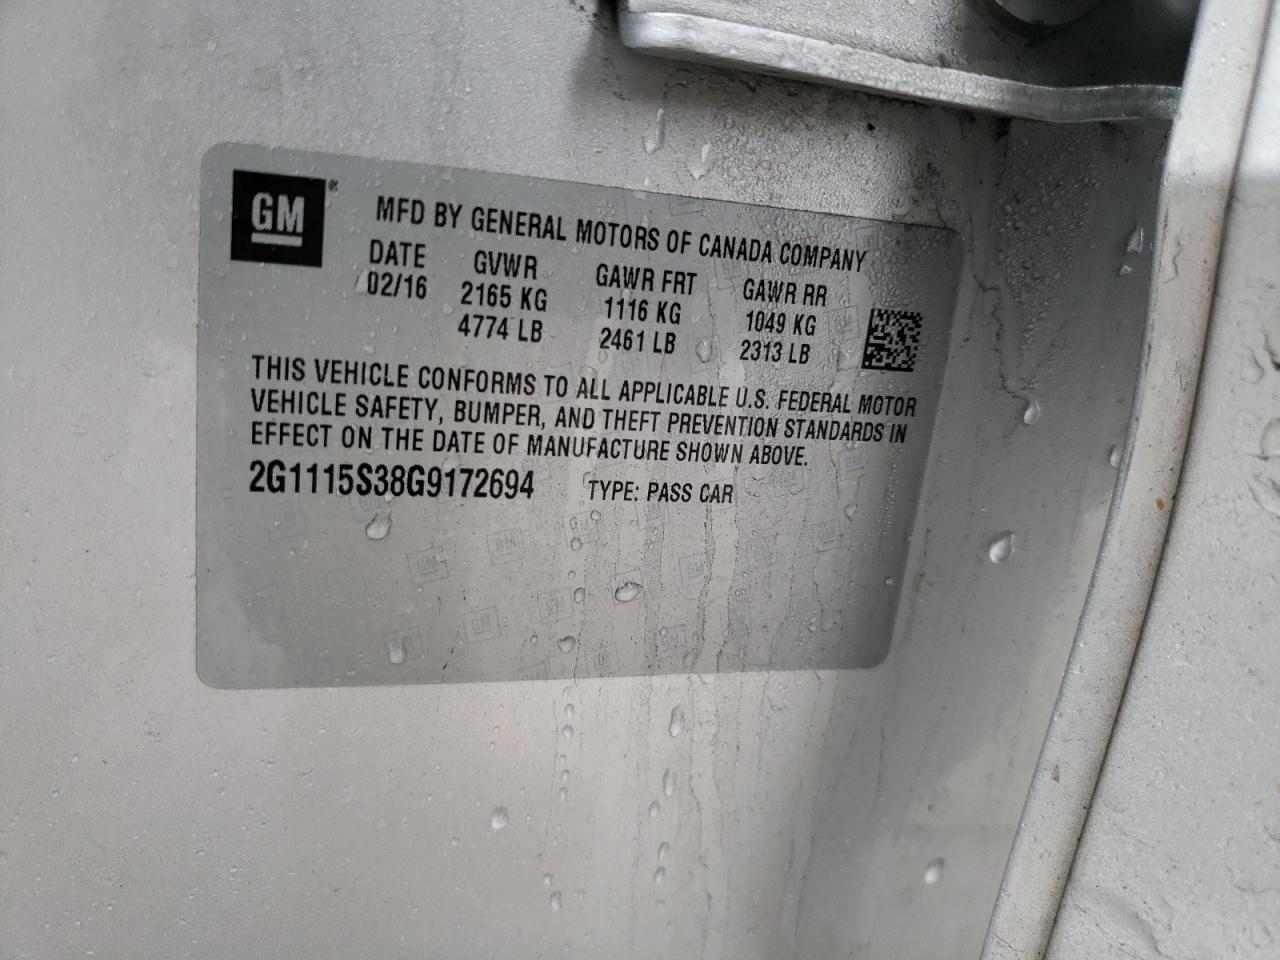 GM®
MFD BY GENERAL MOTORS OF CANADA COMPANY
DATE GVWR GAWR FRT GAWR RR
02/16 2165 KG 1116 KG 1049 KG
4774 LB 2461 LB 2313 LB
THIS VEHICLE CONFORMS TO ALL APPLICABLE U.S. FEDERAL MOTOR
VEHICLE SAFETY, BUMPER, AND THEFT PREVENTION STANDARDS IN
EFFECT ON THE DATE OF MANUFACTURE SHOWN ABOVE.
2G1115S38G9172694 TYPE: PASS CAR